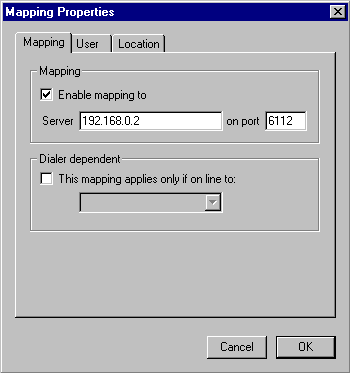 Mapping Properties
Mapping User Location
Mapping
Enable mapping to
Server 192.168.0.2 on port 6112
Dialer dependent
This mapping applies only if on line to:
Cancel OK